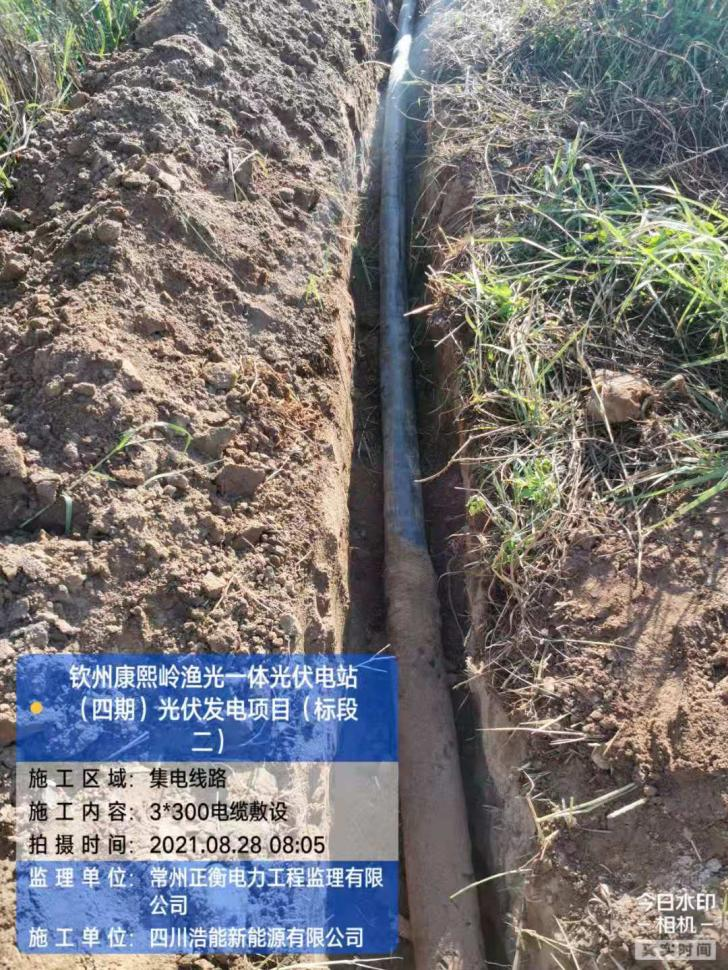 钦州康熙岭渔光一体光伏电站
（四期）光伏发电项目（标段
二）
施工区域：集电线路
施工内容：3*300电缆敷设
拍摄时间：2021.08.28 08:05
监理单位：常州正衡电力工程监理有限
公司
施工单位：四川浩能新能源有限公司
今日水印
相机
真实时间